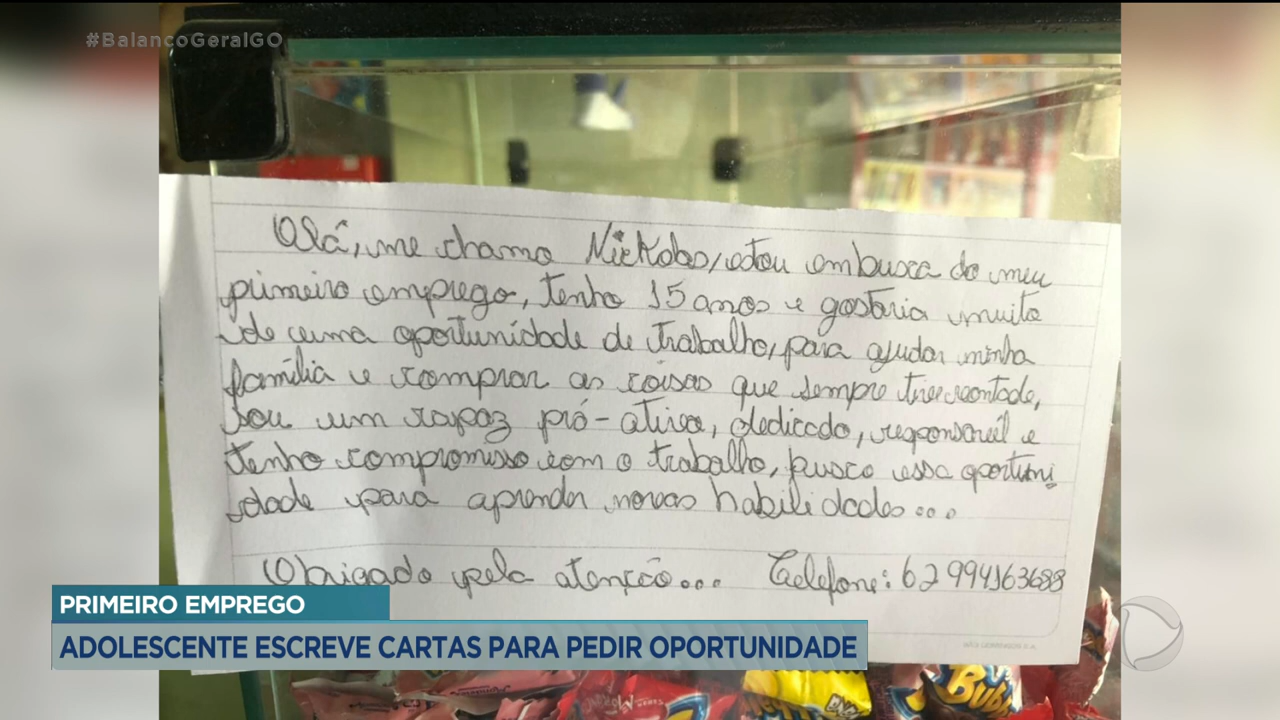 #BalancoGeralGO
Olá, me chamo Nickolas, estou em busca do meu
primeiro emprego, tenho 15 anos e gostaria muito
de uma oportunidade de trabalho, para ajudar minha
família e comprar as coisas que sempre tive vontade,
sou um rapaz pró-ativo, dedicado, responsável e
tenho compromisso com o trabalho, busco essa oportuni
dade para aprender novas habilidades...
Obrigado pela atenção... Telefone: 62 994163688
PRIMEIRO EMPREGO
ADOLESCENTE ESCREVE CARTAS PARA PEDIR OPORTUNIDADE
Bubb